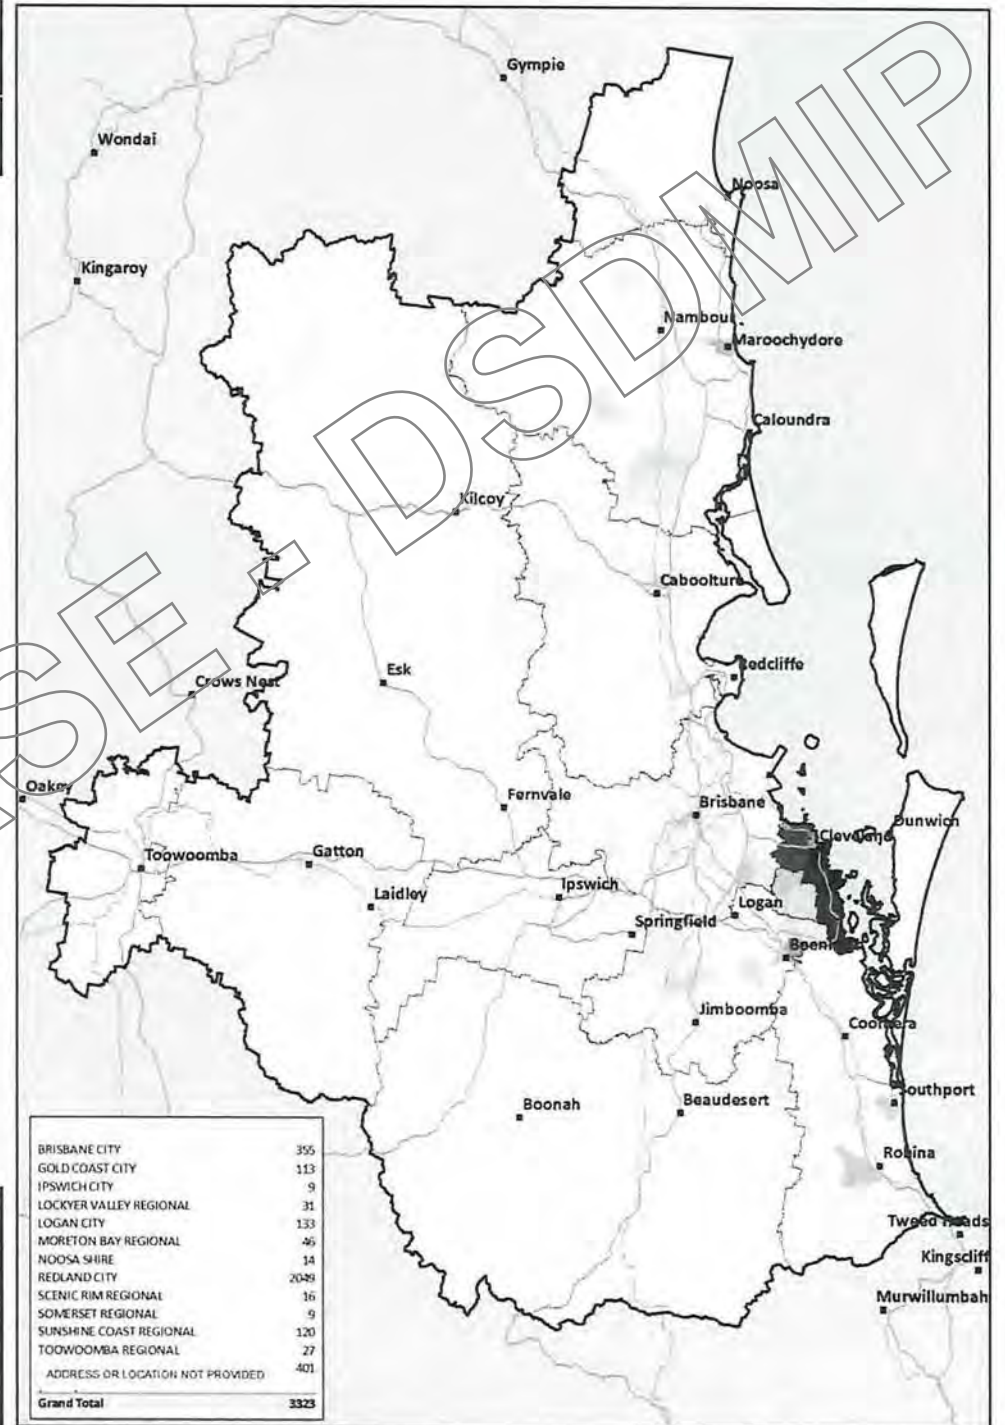 Gympie
Wondai
Noosa
Kingaroy
Nambour
Maroochydore
Caloundra
Kilcoy
Caboolture
Esk
Redcliffe
Crows Nest
Oakey
Fernvale
Brisbane
Dunwich
Cleveland
Toowoomba
Gatton
Ipswich
Laidley
Logan
Springfield
Jimboomba
Coomera
Southport
Boonah
Beaudesert
Robina
Tweed Heads
Kingscliff
Murwillumbah
BRISBANE CITY 355
GOLD COAST CITY 113
IPSWICH CITY 9
LOCKYER VALLEY REGIONAL 31
LOGAN CITY 133
MORETON BAY REGIONAL 46
NOOSA SHIRE 14
REDLAND CITY 2049
SCENIC RIM REGIONAL 16
SOMERSET REGIONAL 9
SUNSHINE COAST REGIONAL 120
TOOWOOMBA REGIONAL 27
ADDRESS OR LOCATION NOT PROVIDED 401
Grand Total 3323
SE - DSDMIP